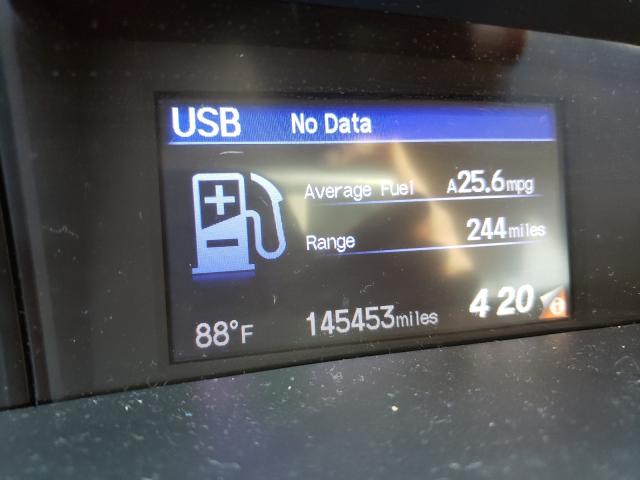 USB No Data
Average Fuel A25.6mpg
Range 244miles
88°F 145453miles 4 20 i